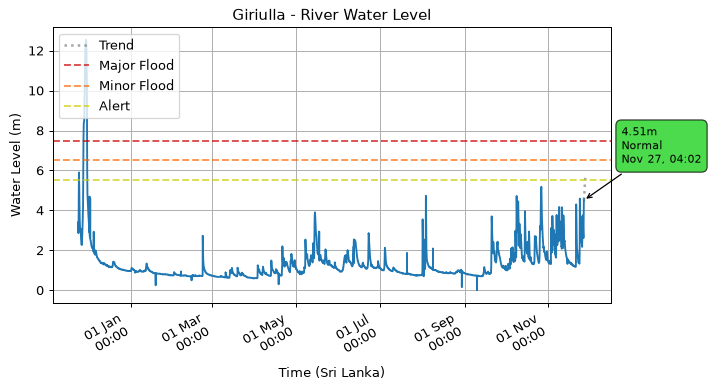 Giriulla - River Water Level
Trend
Major Flood
Minor Flood
Alert
4.51m
Normal
Nov 27, 04:02
Water Level (m)
12
10
8
6
4
2
0
01 Jan
00:00
01 Mar
00:00
01 May
00:00
01 Jul
00:00
01 Sep
00:00
01 Nov
00:00
Time (Sri Lanka)